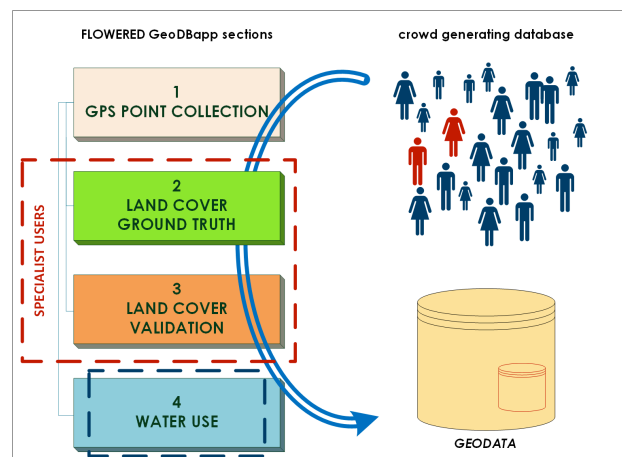 FLOWERED GeoDBapp sections
crowd generating database
1
GPS POINT COLLECTION
SPECIALIST USERS
2
LAND COVER
GROUND TRUTH
3
LAND COVER
VALIDATION
4
WATER USE
GEODATA